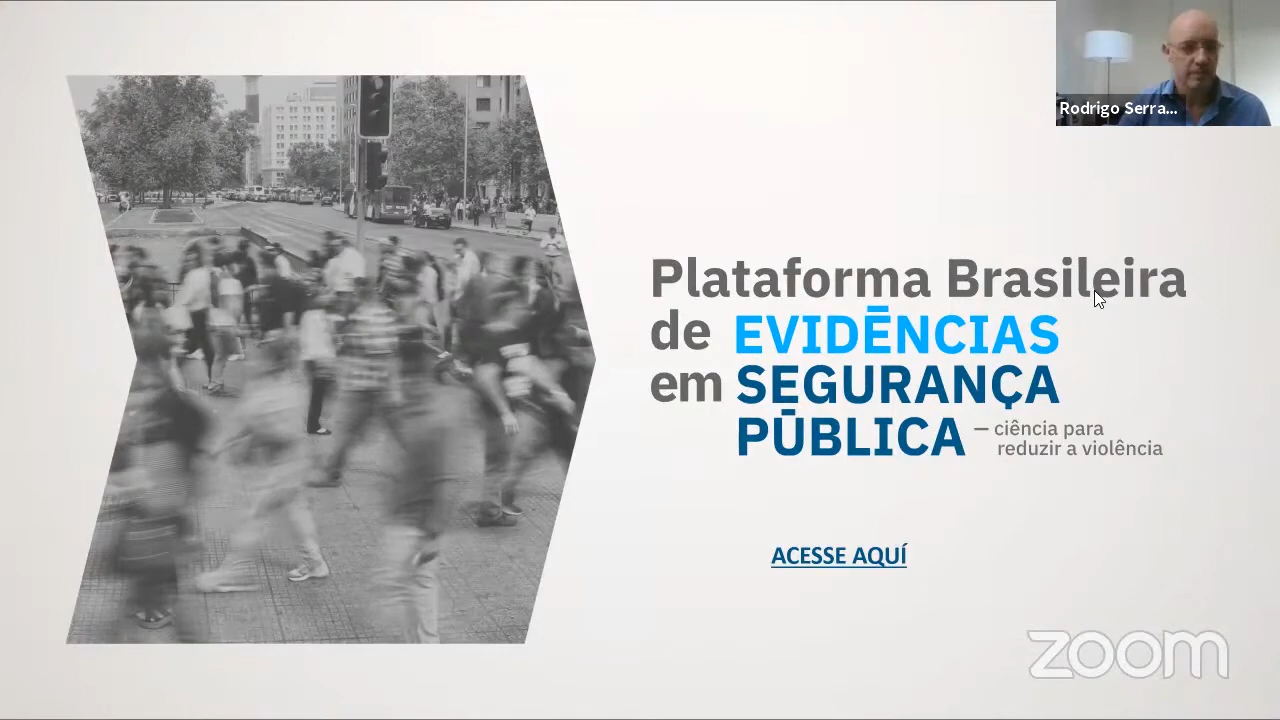 Rodrigo Serra...
Plataforma Brasileira
de EVIDÊNCIAS
em SEGURANÇA
PÚBLICA – ciência para
reduzir a violência
ACESSE AQUÍ
zoom